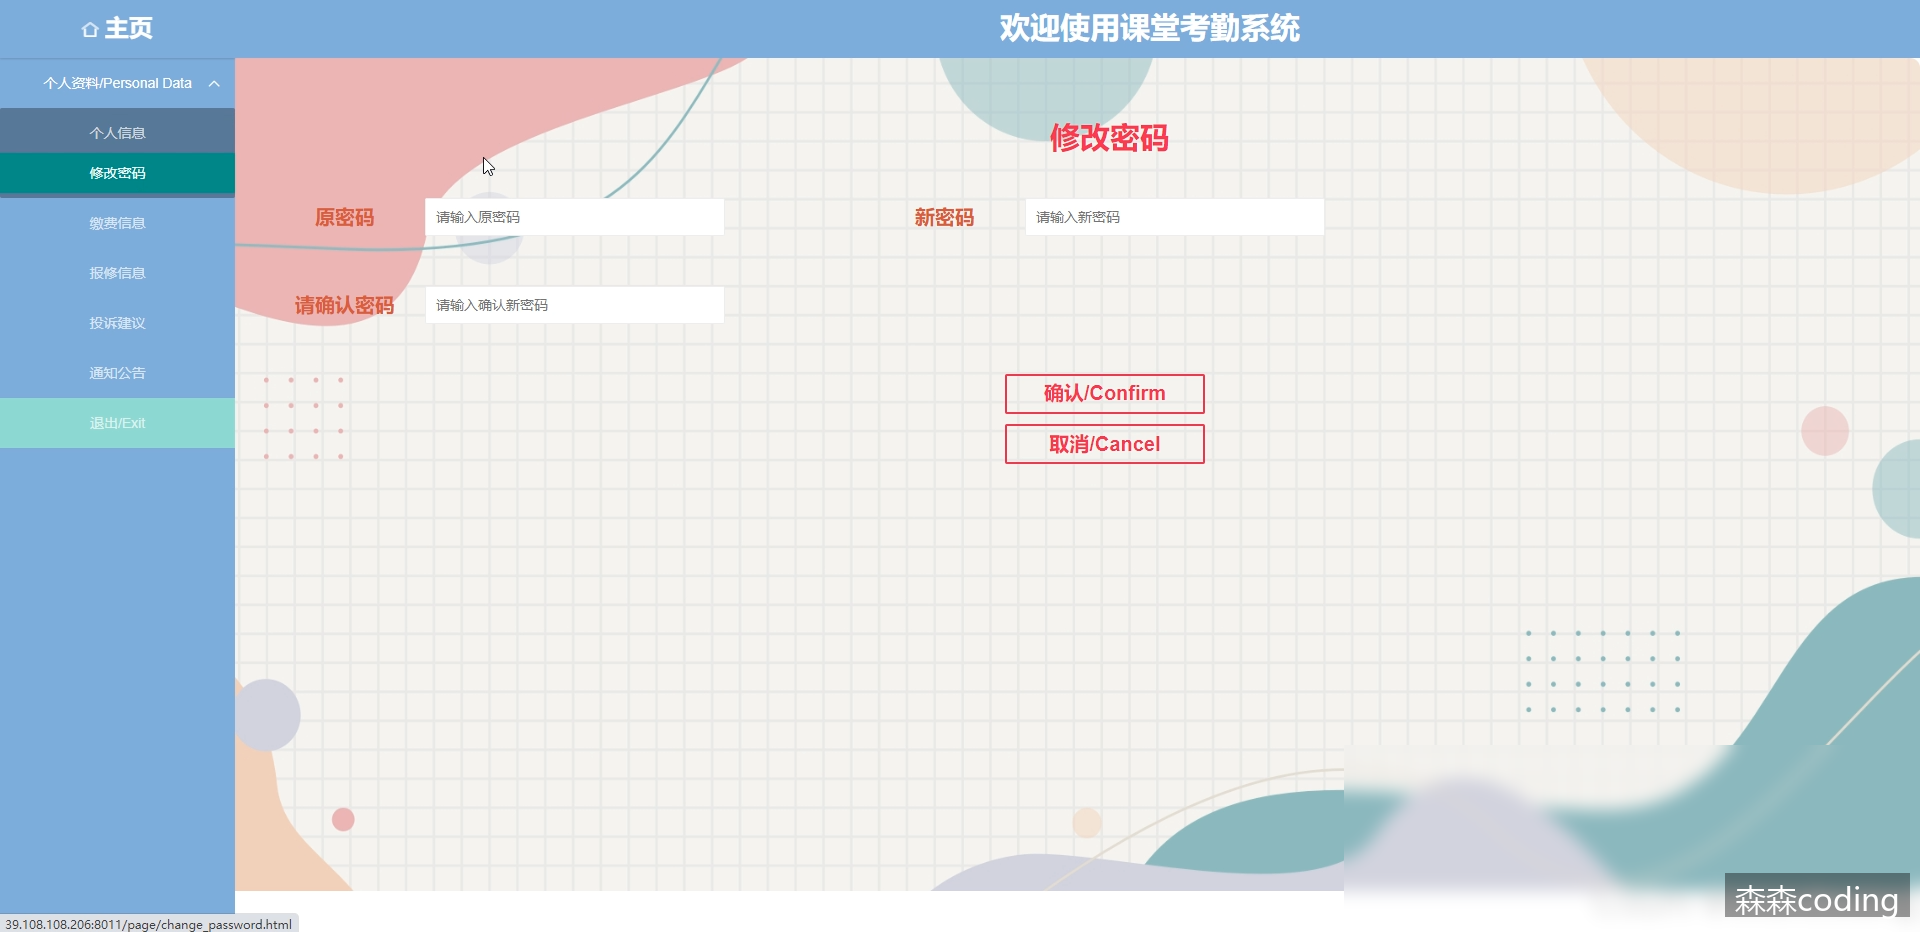 主页
欢迎使用课堂考勤系统
个人资料/Personal Data
个人信息
修改密码
缴费信息
报修信息
投诉建议
通知公告
退出/Exit
修改密码
原密码
请输入原密码
新密码
请输入新密码
请确认密码
请输入确认新密码
确认/Confirm
取消/Cancel
森森coding
39.108.108.206:8011/page/change_password.html